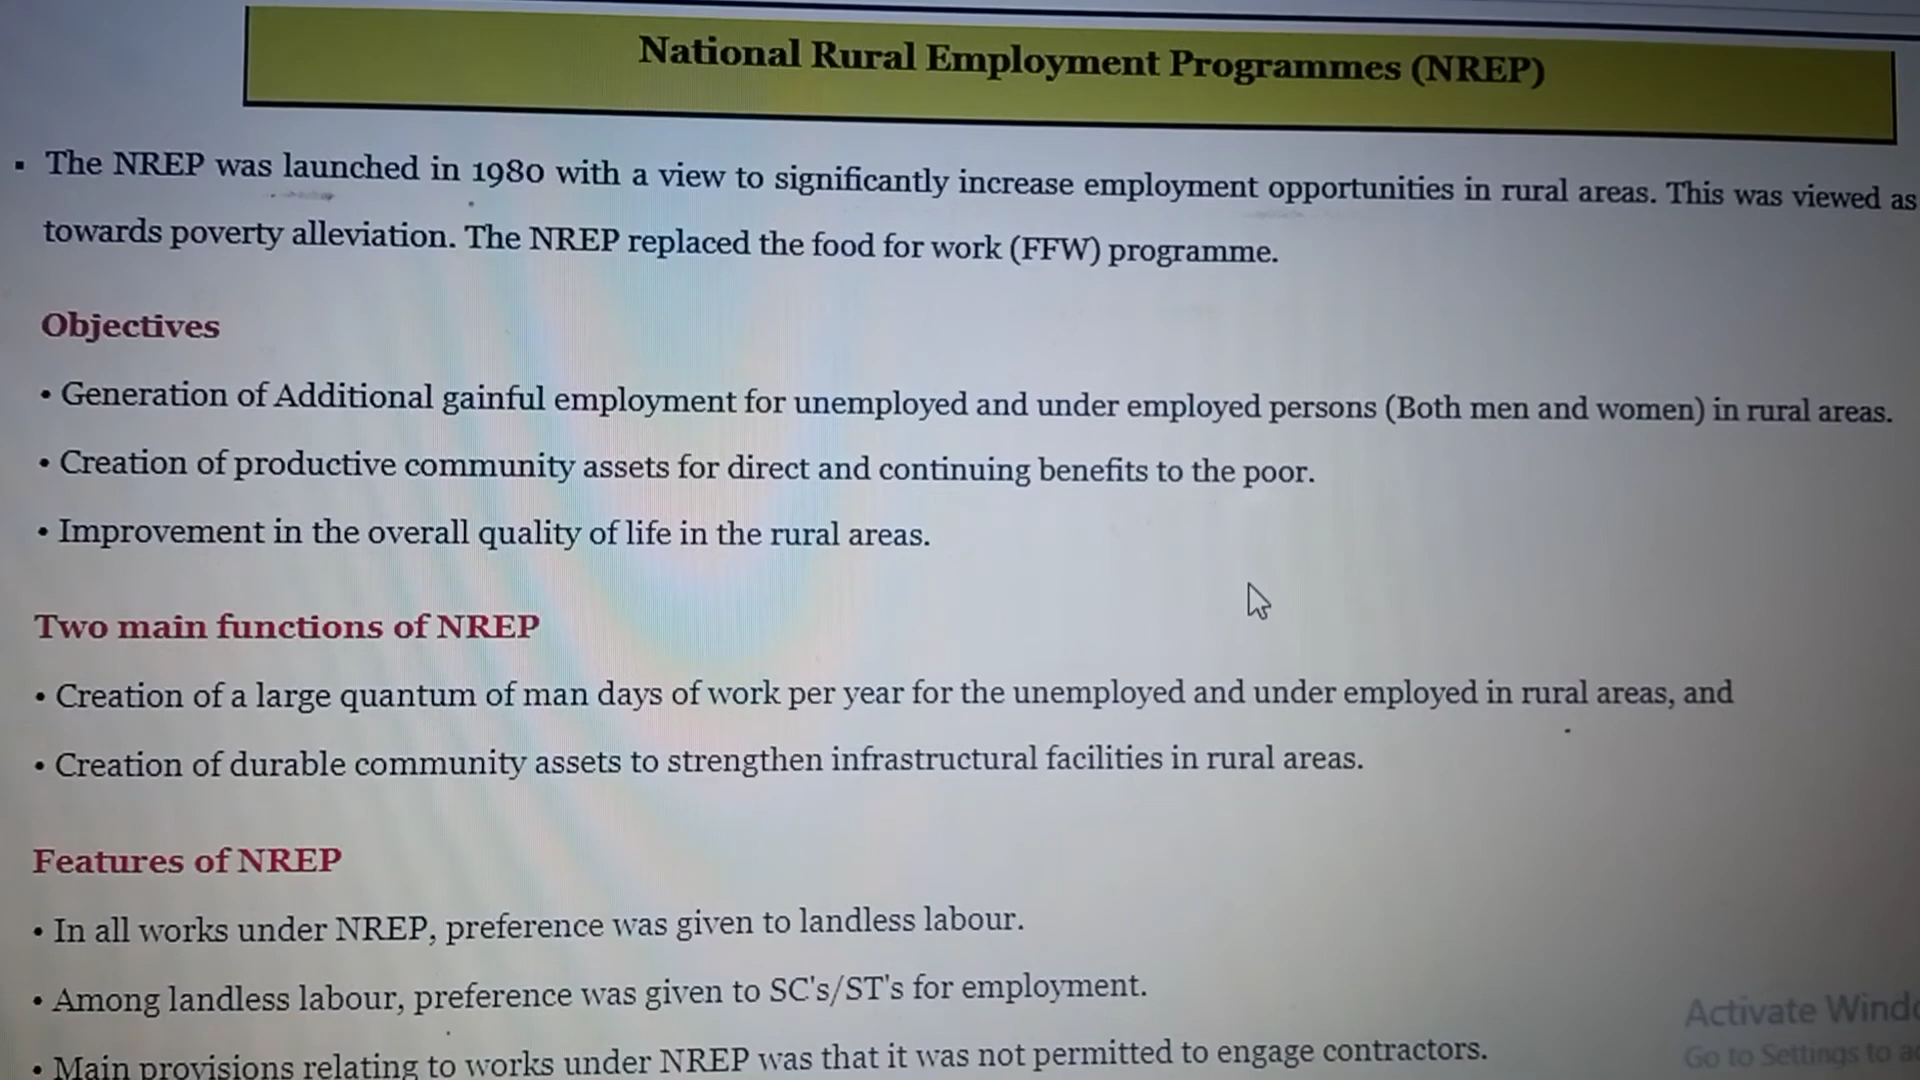 National Rural Employment Programmes (NREP)
▪ The NREP was launched in 1980 with a view to significantly increase employment opportunities in rural areas. This was viewed as
towards poverty alleviation. The NREP replaced the food for work (FFW) programme.
Objectives
• Generation of Additional gainful employment for unemployed and under employed persons (Both men and women) in rural areas.
• Creation of productive community assets for direct and continuing benefits to the poor.
• Improvement in the overall quality of life in the rural areas.
Two main functions of NREP
• Creation of a large quantum of man days of work per year for the unemployed and under employed in rural areas, and
• Creation of durable community assets to strengthen infrastructural facilities in rural areas.
Features of NREP
• In all works under NREP, preference was given to landless labour.
• Among landless labour, preference was given to SC's/ST's for employment.
• Main provisions relating to works under NREP was that it was not permitted to engage contractors.
Activate
Go to Settings to